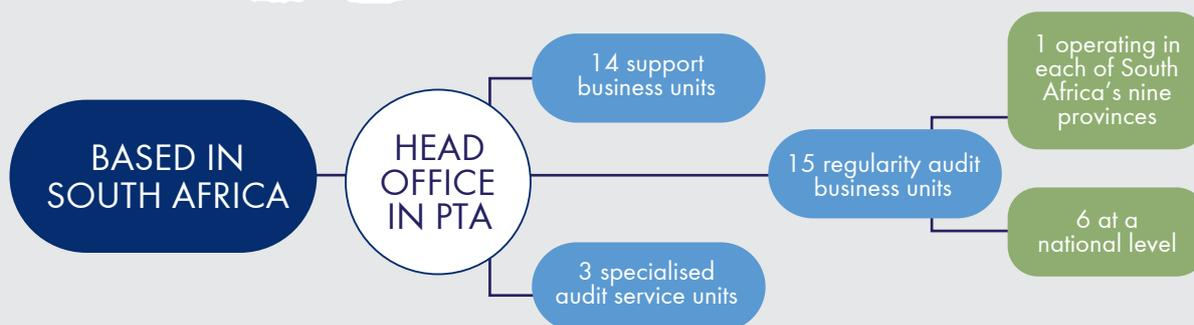 BASED IN
SOUTH AFRICA
HEAD
OFFICE
IN PTA
14 support
business units
15 regularity audit
business units
3 specialised
audit service units
1 operating in
each of South
Africa’s nine
provinces
6 at a
national level